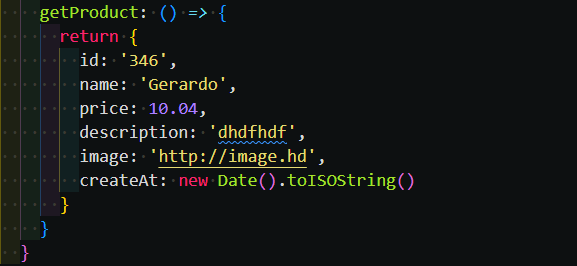 getProduct: () => {
return {
id: '346',
name: 'Gerardo',
price: 10.04,
description: 'dhdfhdf',
image: 'http://image.hd',
createAt: new Date().toISOString()
}
}
}